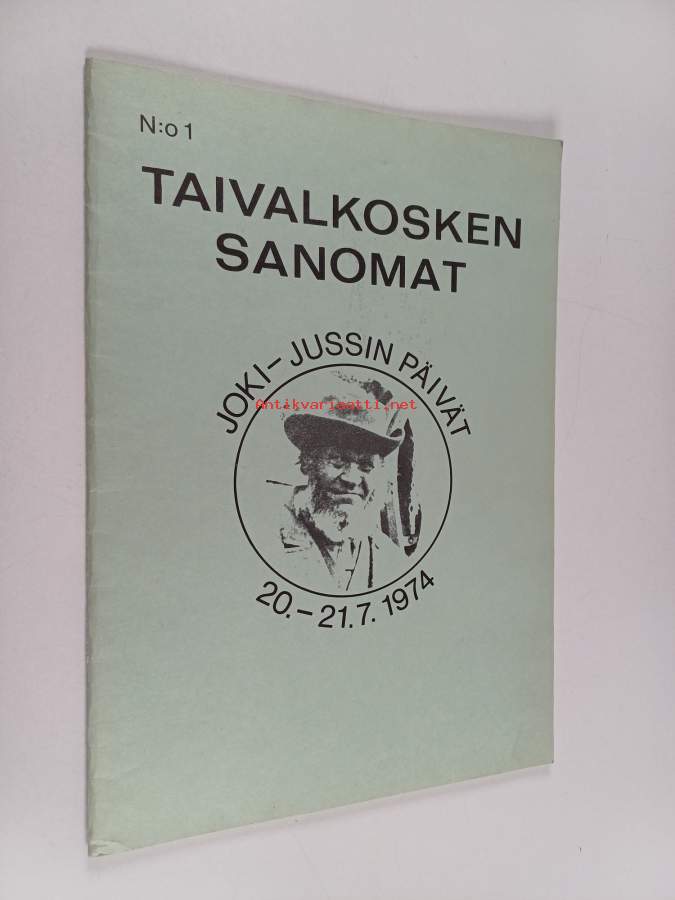 N:o 1
TAIVALKOSKEN
SANOMAT
JOKI-JUSSIN PÄIVÄT
Antikvariaatti.net
20.-21.7. 1974